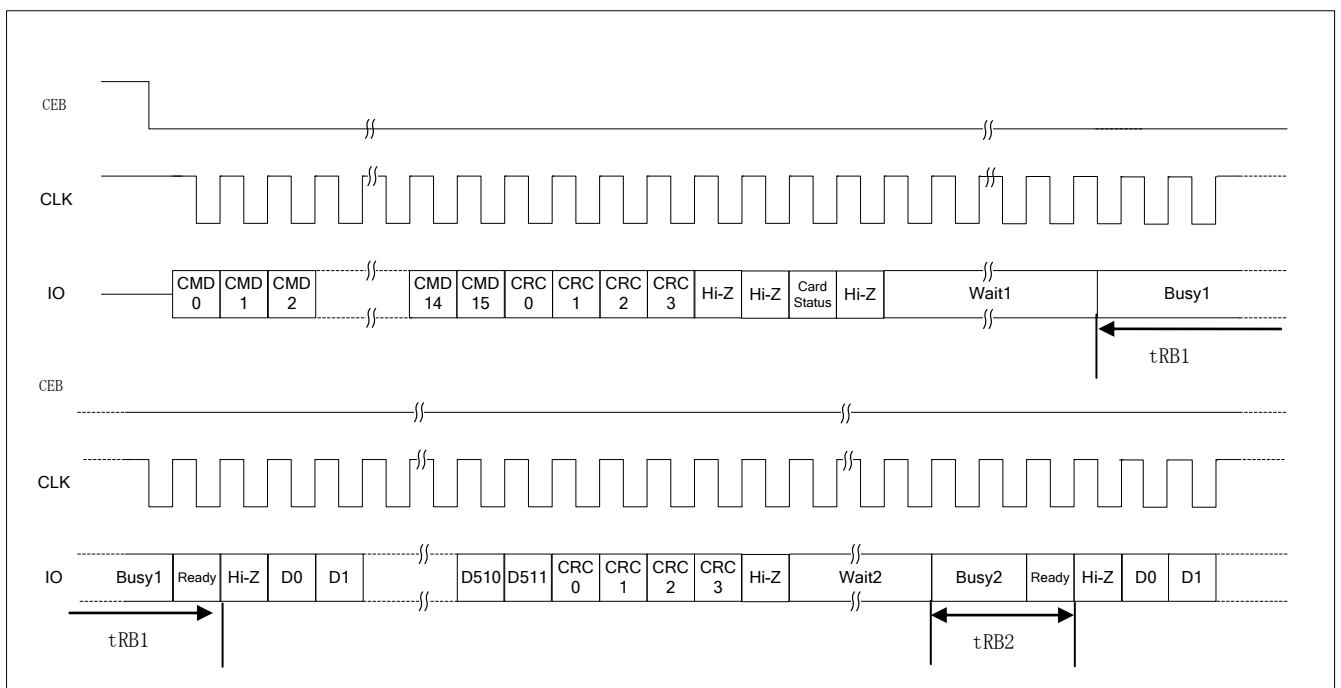 CEB
CLK
IO CMD 0 CMD 1 CMD 2 CMD 14 CMD 15 CRC 0 CRC 1 CRC 2 CRC 3 Hi-Z Hi-Z Card Status Hi-Z Wait1 Busy1
tRB1
CEB
CLK
IO Busy1 Ready Hi-Z D0 D1 D510 D511 CRC 0 CRC 1 CRC 2 CRC 3 Hi-Z Wait2 Busy2 Ready Hi-Z D0 D1
tRB1 tRB2